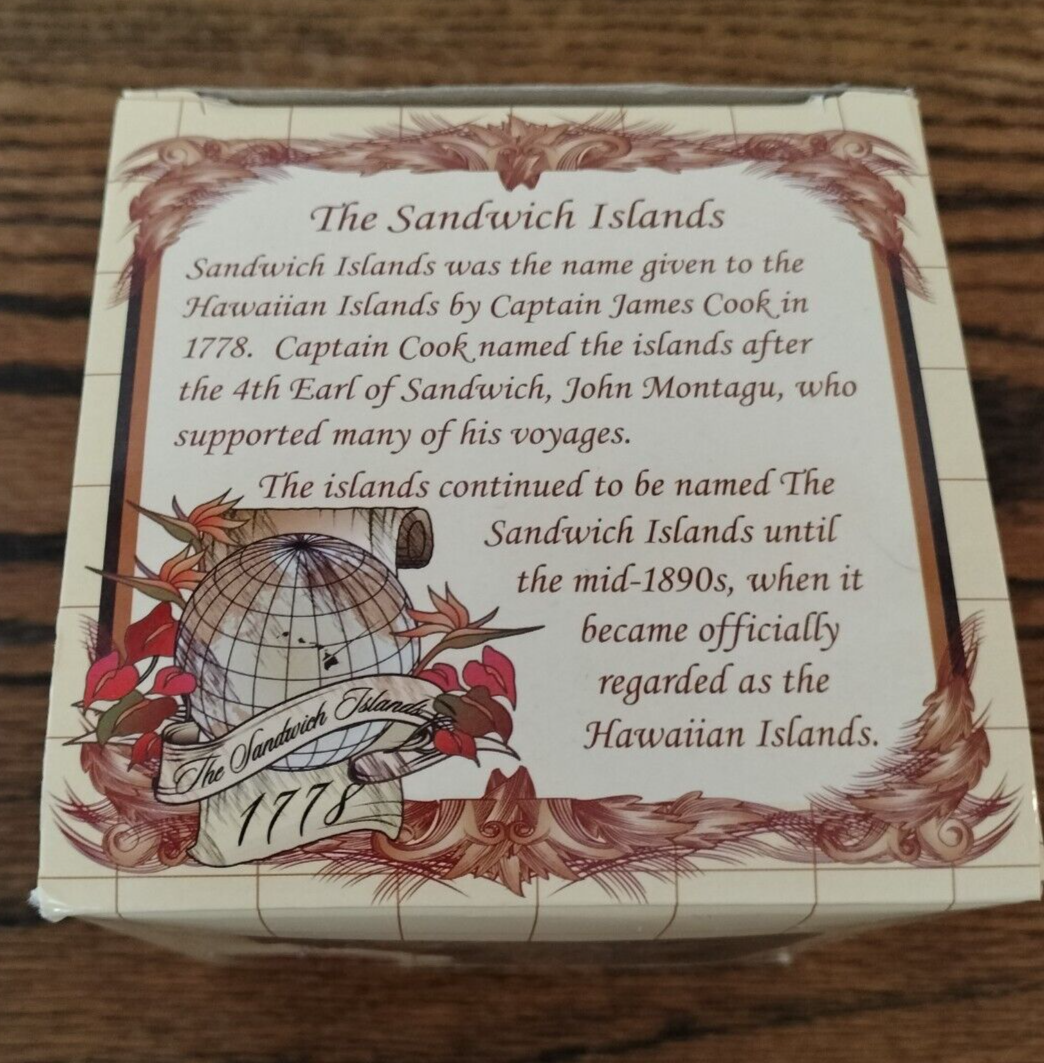 The Sandwich Islands
Sandwich Islands was the name given to the
Hawaiian Islands by Captain James Cook in
1778. Captain Cook named the islands after
the 4th Earl of Sandwich, John Montagu, who
supported many of his voyages.
The islands continued to be named The
Sandwich Islands until
the mid-1890s, when it
became officially
regarded as the
Hawaiian Islands.
The Sandwich Islands
1778